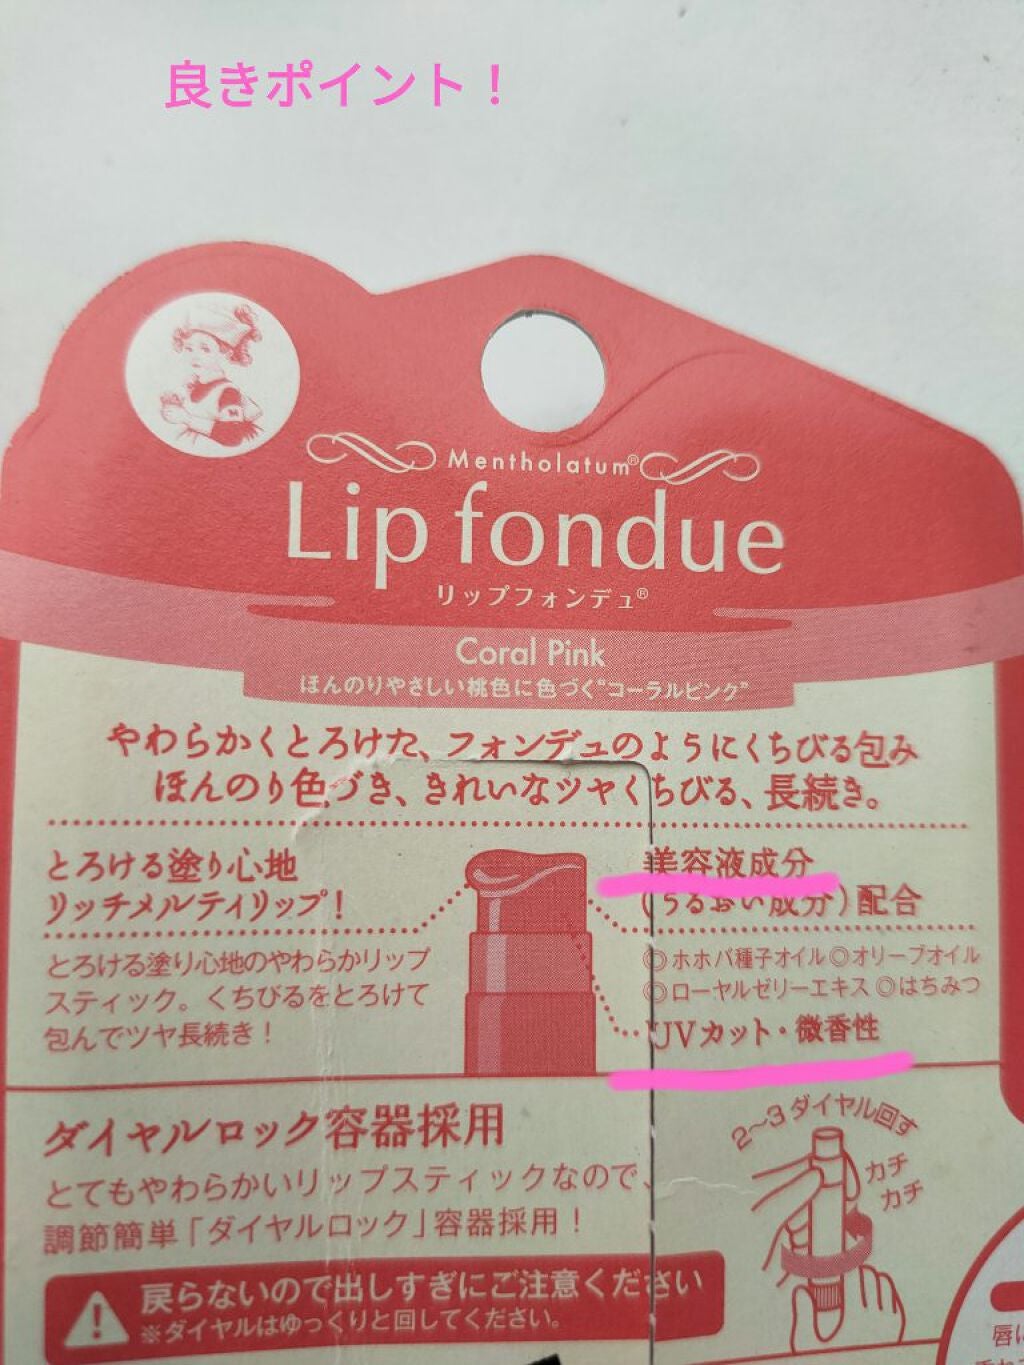 良きポイント！
Mentholatum®
Lip fondue
リップフォンデュ®
Coral Pink
ほんのりやさしい桃色に色づく"コーラルピンク"
やわらかくとろけた、フォンデュのようにくちびる包み
ほんのり色づき、きれいなツヤくちびる、長続き。
とろける塗り心地
リッチメルティリップ！
とろける塗り心地のやわらかリップ
スティック。くちびるをとろけて
包んでツヤ長続き！
美容液成分
(うるおい成分)配合
◎ホホバ種子オイル◎オリーブオイル
◎ローヤルゼリーエキス◎はちみつ
UVカット・微香性
ダイヤルロック容器採用
とてもやわらかいリップスティックなので、
調節簡単「ダイヤルロック」容器採用！
2～3ダイヤル回す
カチ
カチ
戻らないので出しすぎにご注意ください
※ダイヤルはゆっくりと回してください。
唇に